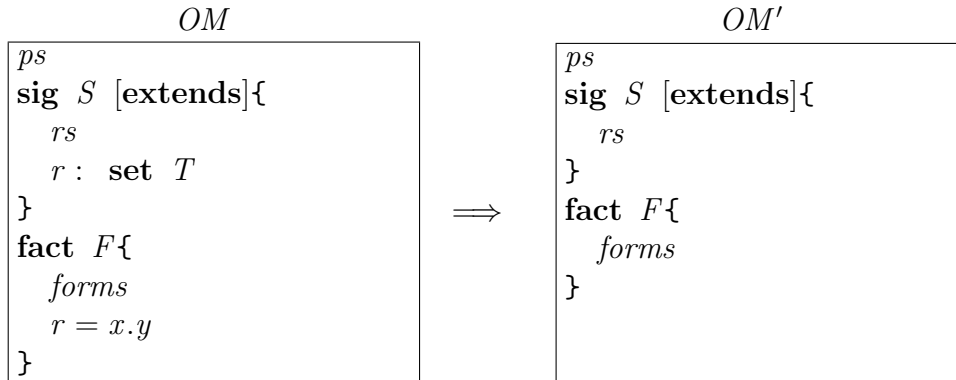 OM
ps
sig S [extends]{
rs
r : set T
}
fact F{
forms
r = x.y
}
⟹
OM′
ps
sig S [extends]{
rs
}
fact F{
forms
}